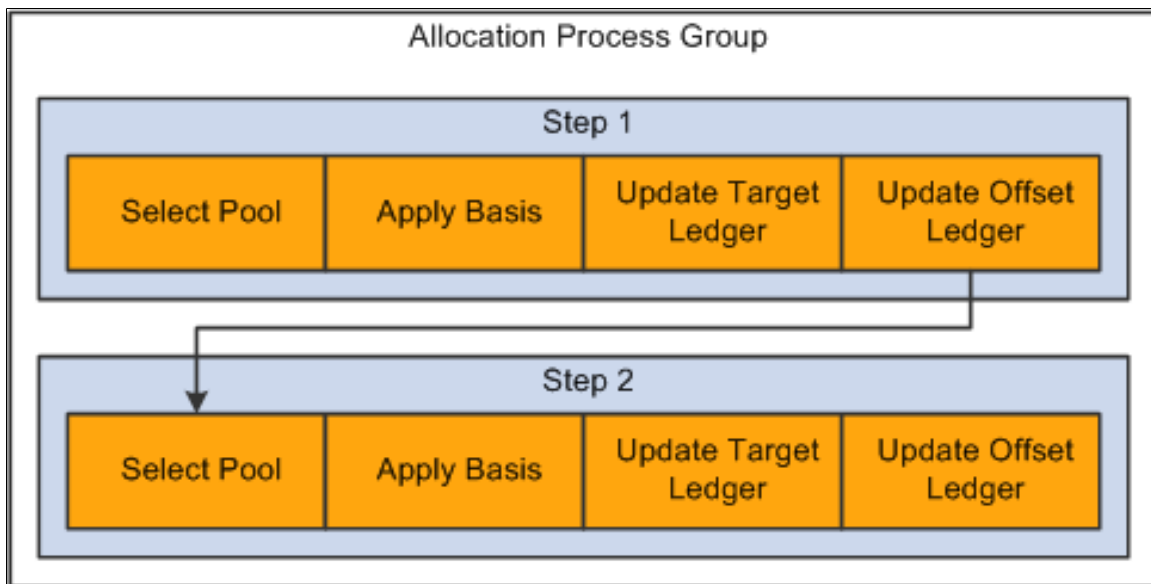 Allocation Process Group
Step 1
Select Pool
Apply Basis
Update Target
Ledger
Update Offset
Ledger
Step 2
Select Pool
Apply Basis
Update Target
Ledger
Update Offset
Ledger